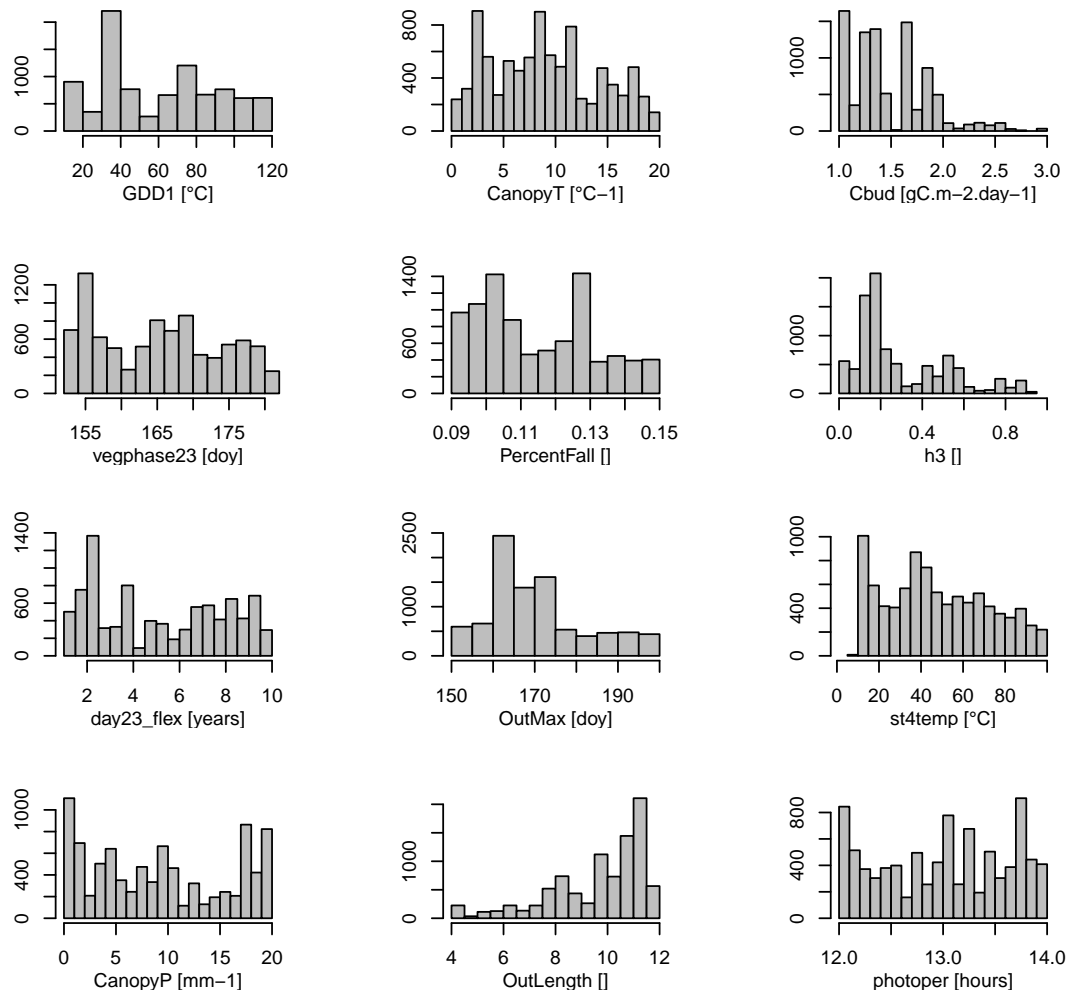 0 1000
20 40 60 80 120
GDD1 [°C]
0 400 800
0 5 10 15 20
CanopyT [°C−1]
0 1000
1.0 1.5 2.0 2.5 3.0
Cbud [gC.m−2.day−1]
0 600 1200
155 165 175
vegphase23 [doy]
0 600 1400
0.09 0.11 0.13 0.15
PercentFall []
0 1000
0.0 0.4 0.8
h3 []
0 600 1400
2 4 6 8 10
day23_flex [years]
0 1000 2500
150 170 190
OutMax [doy]
0 400 1000
0 20 40 60 80
st4temp [°C]
0 400 1000
0 5 10 15 20
CanopyP [mm−1]
0 1000
4 6 8 10 12
OutLength []
0 400 800
12.0 13.0 14.0
photoper [hours]